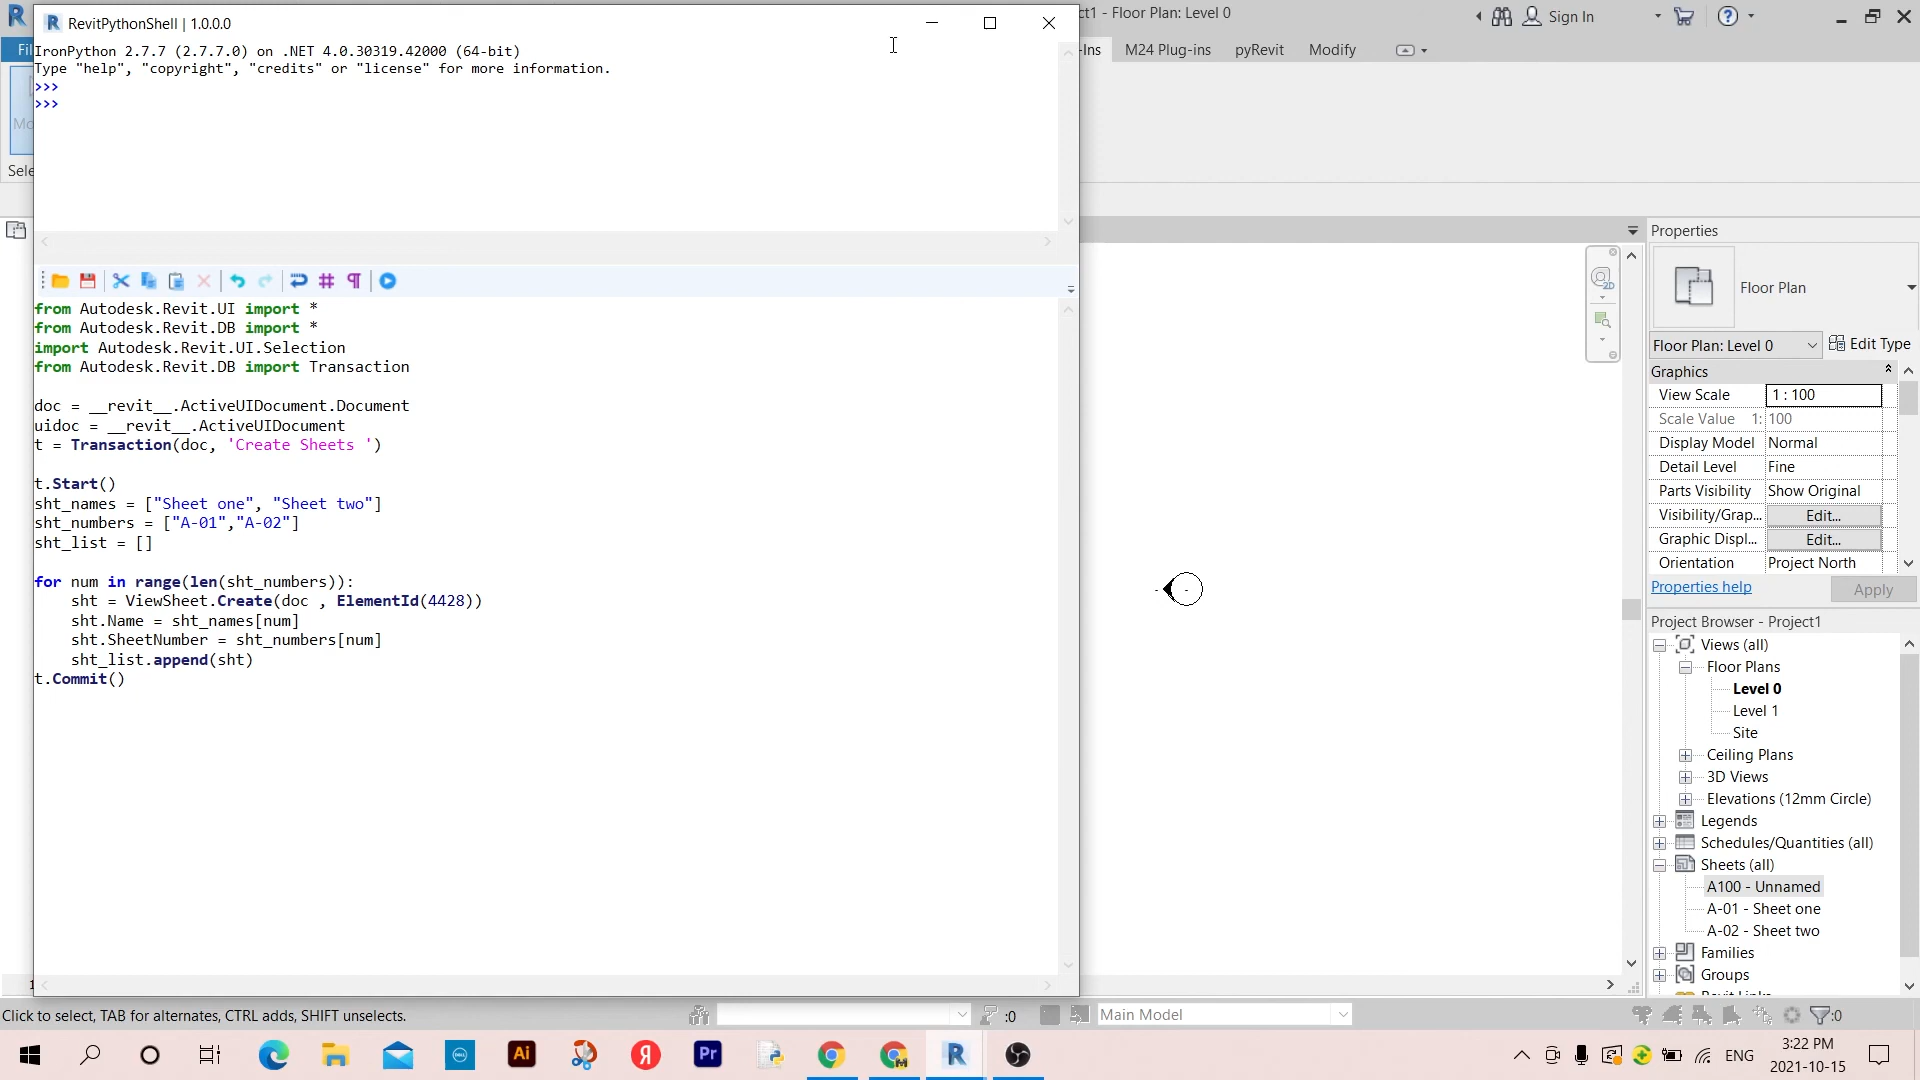 RevitPythonShell | 1.0.0.0
ct1 - Floor Plan: Level 0
Sign In
Fil
-Ins
M24 Plug-ins
pyRevit
Modify
IronPython 2.7.7 (2.7.7.0) on .NET 4.0.30319.42000 (64-bit)
Type "help", "copyright", "credits" or "license" for more information.
>>>
>>>
Mo
Sele
from Autodesk.Revit.UI import *
from Autodesk.Revit.DB import *
import Autodesk.Revit.UI.Selection
from Autodesk.Revit.DB import Transaction
doc = __revit__.ActiveUIDocument.Document
uidoc = __revit__.ActiveUIDocument
t = Transaction(doc, 'Create Sheets ')
t.Start()
sht_names = ["Sheet one", "Sheet two"]
sht_numbers = ["A-01","A-02"]
sht_list = []
for num in range(len(sht_numbers)):
    sht = ViewSheet.Create(doc , ElementId(4428))
    sht.Name = sht_names[num]
    sht.SheetNumber = sht_numbers[num]
    sht_list.append(sht)
t.Commit()
2D
Properties
Floor Plan
Floor Plan: Level 0
Edit Type
Graphics
View Scale 1 : 100
Scale Value 1: 100
Display Model Normal
Detail Level Fine
Parts Visibility Show Original
Visibility/Grap... Edit...
Graphic Displ... Edit...
Orientation Project North
Properties help
Apply
Project Browser - Project1
Views (all)
Floor Plans
Level 0
Level 1
Site
Ceiling Plans
3D Views
Elevations (12mm Circle)
Legends
Schedules/Quantities (all)
Sheets (all)
A100 - Unnamed
A-01 - Sheet one
A-02 - Sheet two
Families
Groups
1
Click to select, TAB for alternates, CTRL adds, SHIFT unselects.
:0
Main Model
:0
DELL
Ai
Я
Pr
R
ENG
3:22 PM
2021-10-15